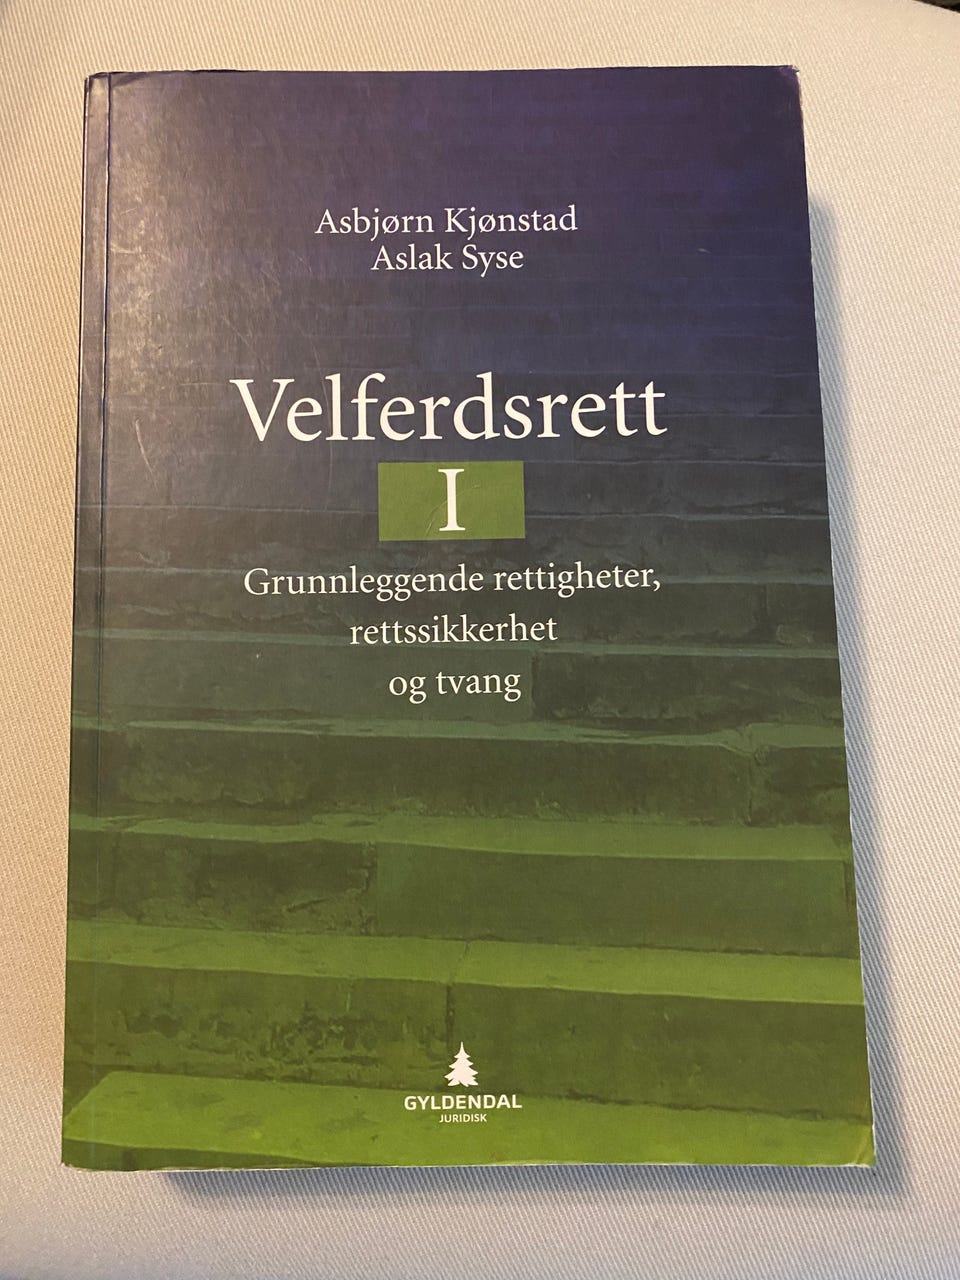 Asbjørn Kjønstad
Aslak Syse
Velferdsrett
I
Grunnleggende rettigheter,
rettssikkerhet
og tvang
GYLDENDAL
JURIDISK